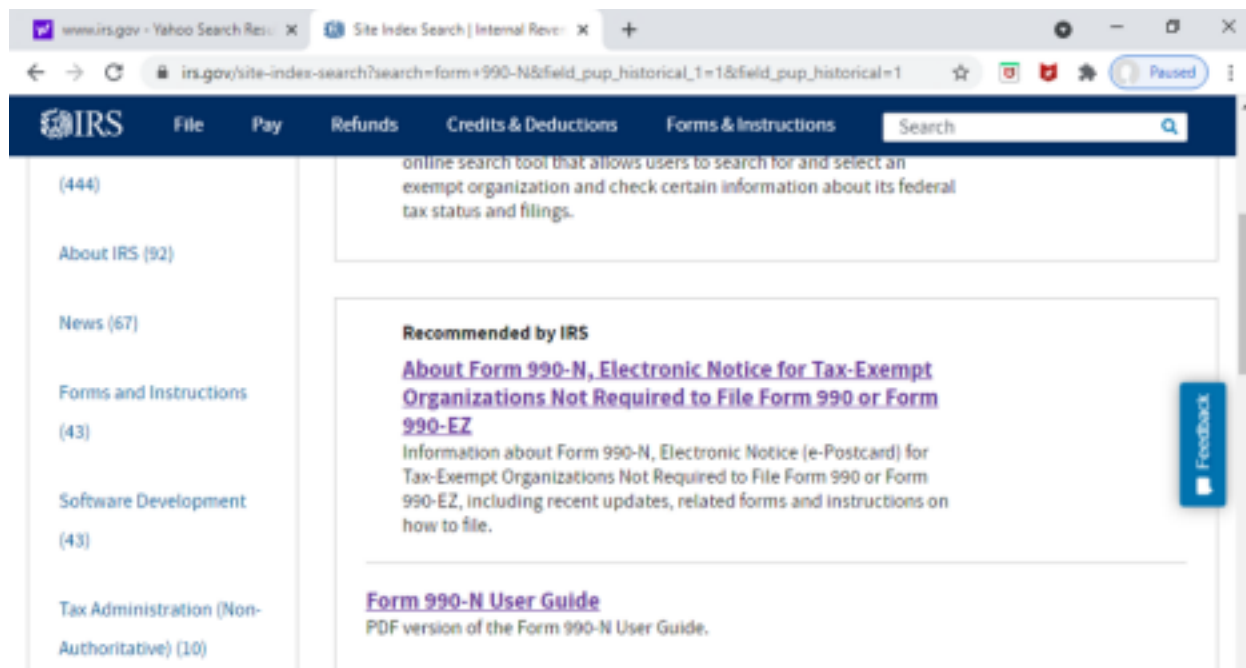 www.irs.gov - Yahoo Search Resu
Site Index Search | Internal Reven
irs.gov/site-index-search?search=form+990-N&field_pup_historical_1=1&field_pup_historical=1
Paused
IRS
File
Pay
Refunds
Credits & Deductions
Forms & Instructions
Search
(444)
About IRS (92)
News (67)
Forms and Instructions
(43)
Software Development
(43)
Tax Administration (Non-
Authoritative) (10)
online search tool that allows users to search for and select an
exempt organization and check certain information about its federal
tax status and filings.
Recommended by IRS
About Form 990-N, Electronic Notice for Tax-Exempt
Organizations Not Required to File Form 990 or Form
990-EZ
Information about Form 990-N, Electronic Notice (e-Postcard) for
Tax-Exempt Organizations Not Required to File Form 990 or Form
990-EZ, including recent updates, related forms and instructions on
how to file.
Form 990-N User Guide
PDF version of the Form 990-N User Guide.
Feedback